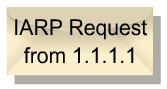 IARP Request
from 1.1.1.1